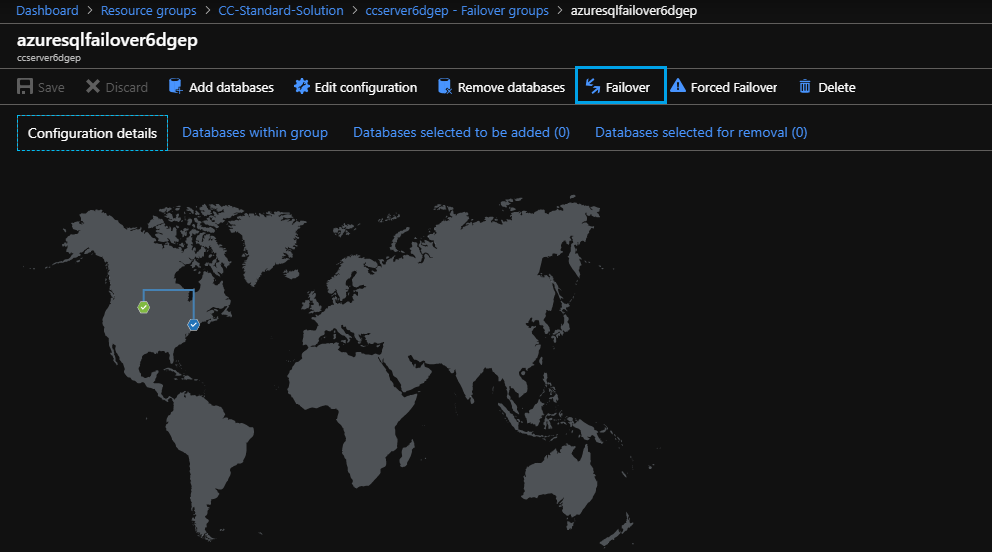 Dashboard > Resource groups > CC-Standard-Solution > ccserver6dgep - Failover groups > azuresqlfailover6dgep
azuresqlfailover6dgep
ccserver6dgep
Save Discard Add databases Edit configuration Remove databases Failover Forced Failover Delete
Configuration details Databases within group Databases selected to be added (0) Databases selected for removal (0)